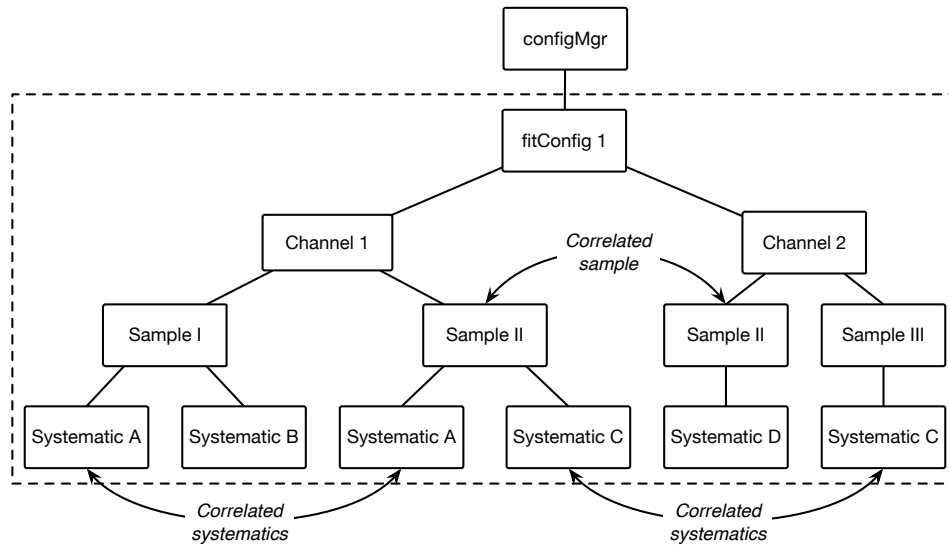 configMgr
fitConfig 1
Channel 1
Correlated
sample
Channel 2
Sample I
Sample II
Sample II
Sample III
Systematic A
Systematic B
Systematic A
Systematic C
Systematic D
Systematic C
Correlated
systematics
Correlated
systematics